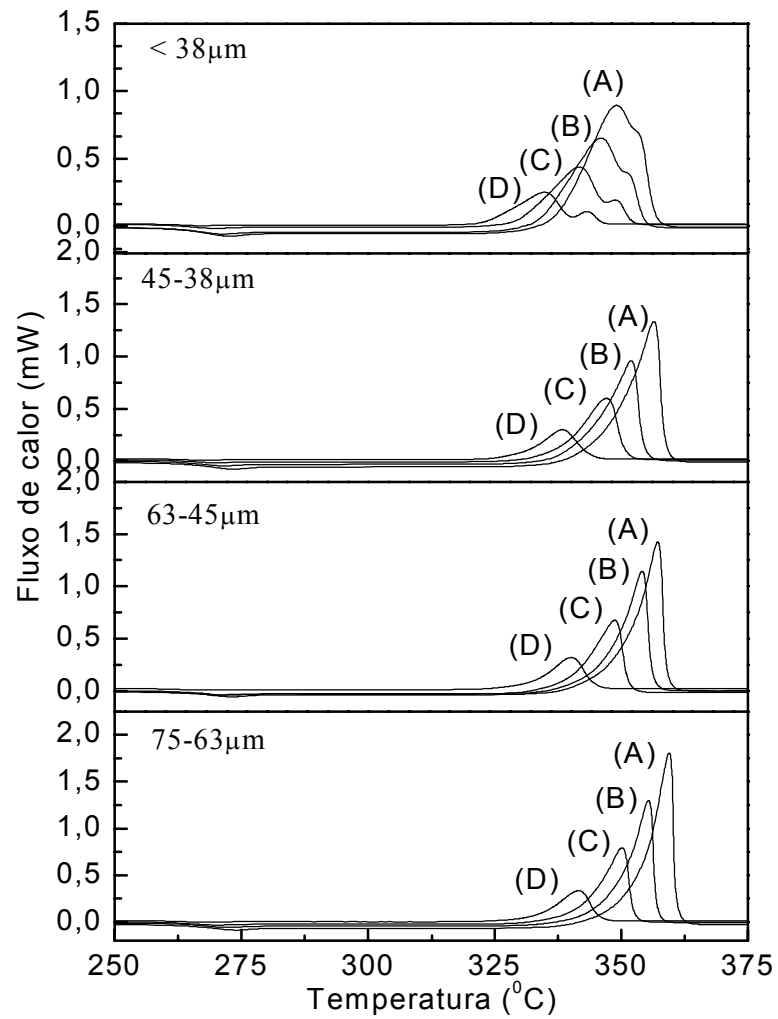 Fluxo de calor (mW)
1,5
1,0
0,5
0,0
< 38μm
(A)
(B)
(C)
(D)
2,0
1,5
1,0
0,5
0,0
45-38μm
(A)
(B)
(C)
(D)
2,0
1,5
1,0
0,5
0,0
63-45μm
(A)
(B)
(C)
(D)
2,0
1,5
1,0
0,5
0,0
75-63μm
(A)
(B)
(C)
(D)
250 275 300 325 350 375
Temperatura (⁰C)